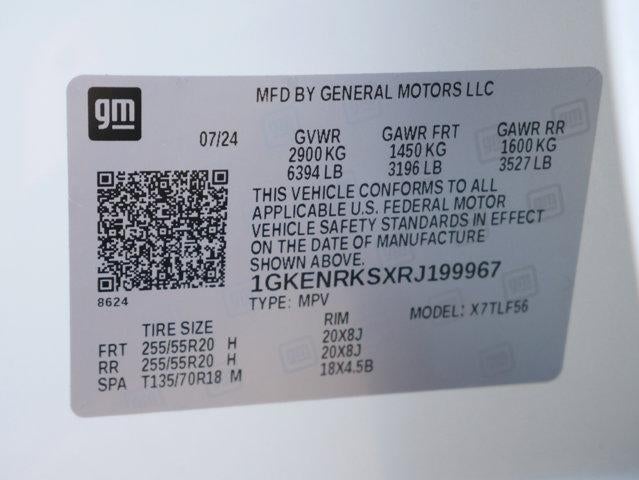 gm
MFD BY GENERAL MOTORS LLC
07/24 GVWR GAWR FRT GAWR RR
2900 KG 1450 KG 1600 KG
6394 LB 3196 LB 3527 LB
THIS VEHICLE CONFORMS TO ALL
APPLICABLE U.S. FEDERAL MOTOR
VEHICLE SAFETY STANDARDS IN EFFECT
ON THE DATE OF MANUFACTURE
SHOWN ABOVE.
1GKENRKSXRJ199967
8624
TYPE: MPV MODEL: X7TLF56
TIRE SIZE RIM
FRT 255/55R20 H 20X8J
RR 255/55R20 H 20X8J
SPA T135/70R18 M 18X4.5B